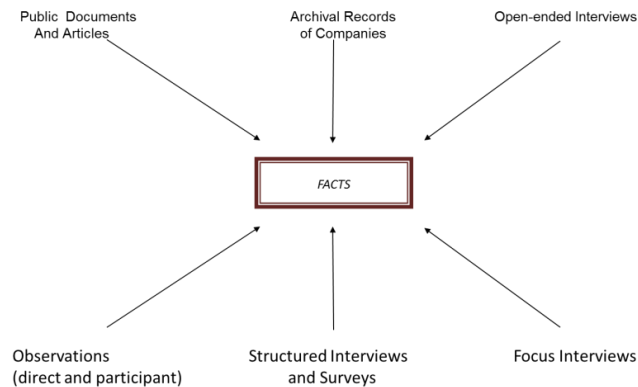 Public Documents
And Articles
Archival Records
of Companies
Open-ended Interviews
FACTS
Observations
(direct and participant)
Structured Interviews
and Surveys
Focus Interviews